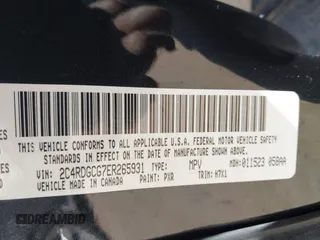 THIS VEHICLE CONFORMS TO ALL APPLICABLE U.S.A. FEDERAL MOTOR VEHICLE SAFETY
STANDARDS IN EFFECT ON THE DATE OF MANUFACTURE SHOWN ABOVE.
VIN: 2C4RDGCG7ER265931 TYPE: MPV MDH: 011523 058AA
VEHICLE MADE IN CANADA PAINT: PXR TRIM: H7X1
DREAMBID